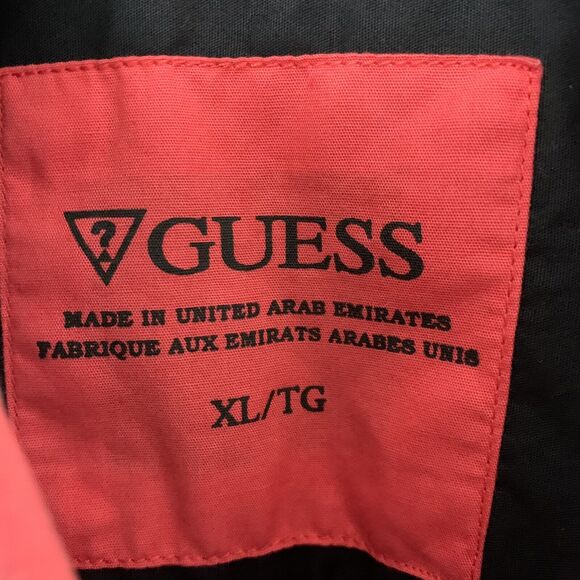 ? GUESS
MADE IN UNITED ARAB EMIRATES
FABRIQUE AUX EMIRATS ARABES UNIS
XL/TG